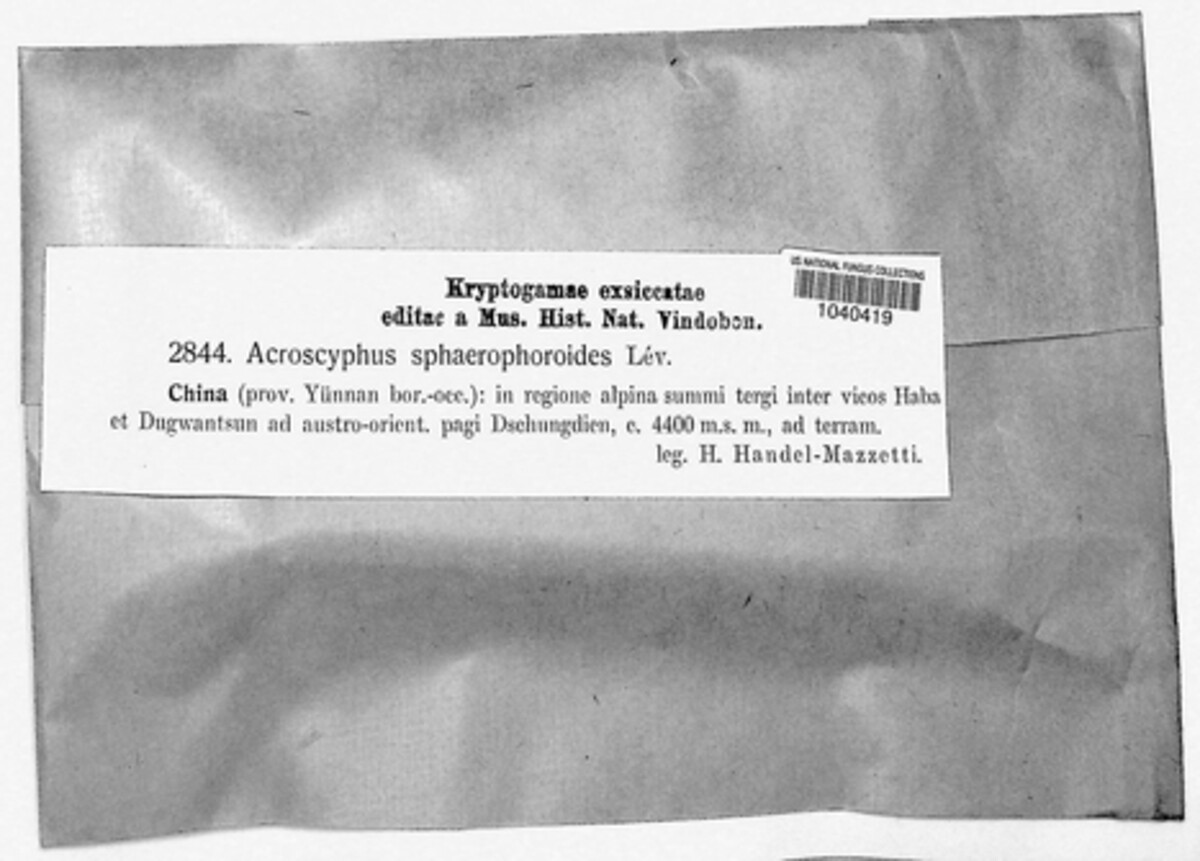 US NATIONAL FUNGUS COLLECTIONS
1040419
Kryptogamae exsiccatae
editae a Mus. Hist. Nat. Vindobon.
2844. Acroscyphus sphaerophoroides Lév.
China (prov. Yünnan bor.-occ.): in regione alpina summi tergi inter vicos Haba
et Dugwantsun ad austro-orient. pagi Dschungdien, c. 4400 m.s. m., ad terram.
leg. H. Handel-Mazzetti.